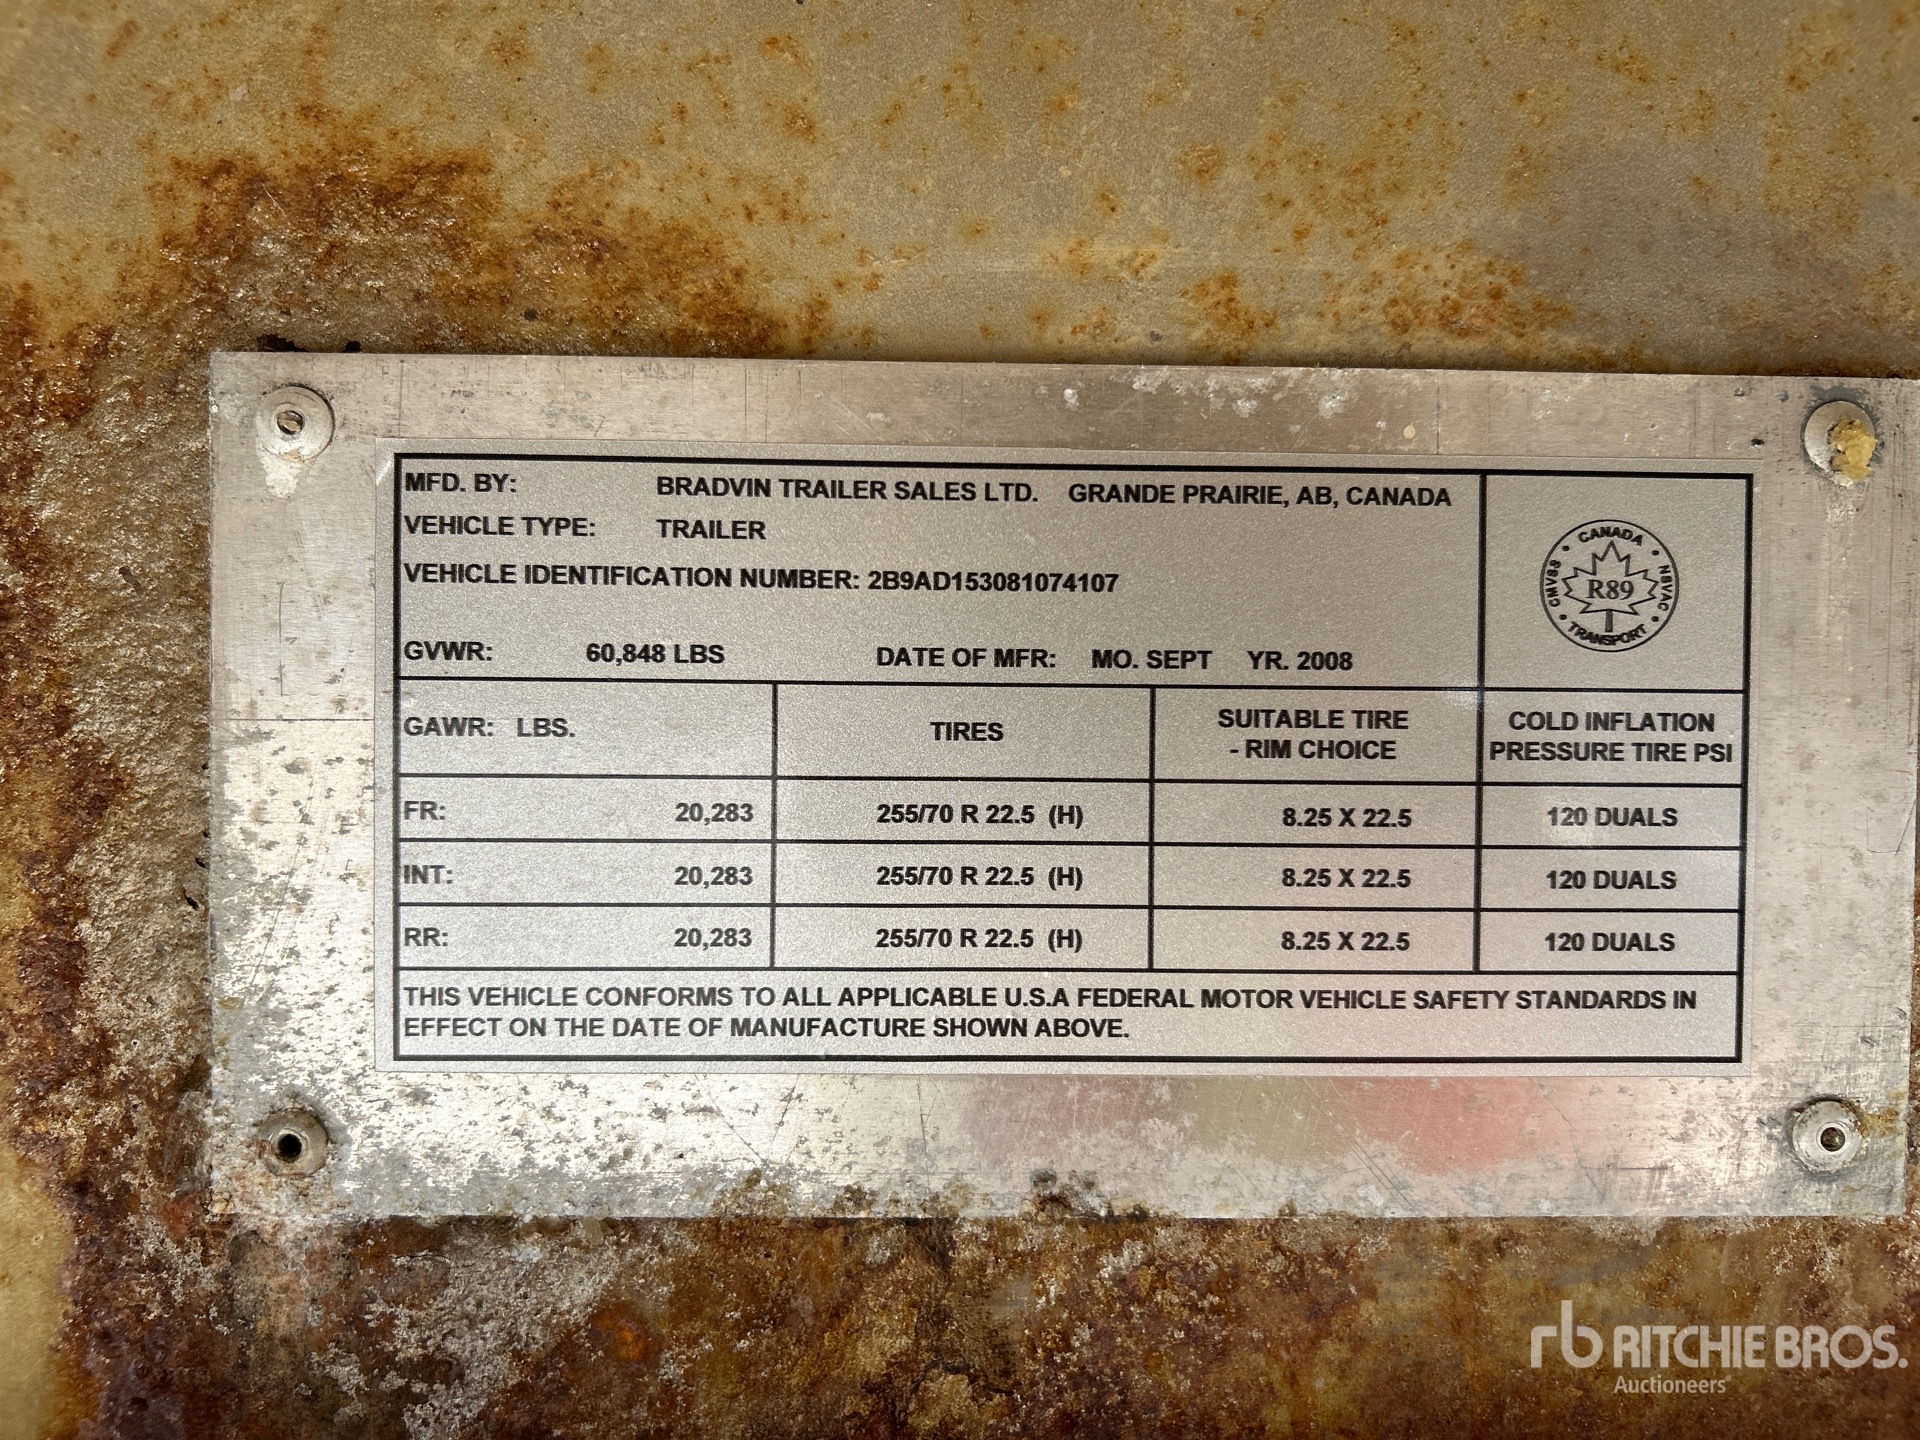 MFD. BY: BRADVIN TRAILER SALES LTD. GRANDE PRAIRIE, AB, CANADA
VEHICLE TYPE: TRAILER
VEHICLE IDENTIFICATION NUMBER: 2B9AD153081074107
GVWR: 60,848 LBS DATE OF MFR: MO. SEPT YR. 2008
CANADA
CMVSS R89 NSVAC
TRANSPORT
GAWR: LBS. TIRES SUITABLE TIRE - RIM CHOICE COLD INFLATION PRESSURE TIRE PSI
FR: 20,283 255/70 R 22.5 (H) 8.25 X 22.5 120 DUALS
INT: 20,283 255/70 R 22.5 (H) 8.25 X 22.5 120 DUALS
RR: 20,283 255/70 R 22.5 (H) 8.25 X 22.5 120 DUALS
THIS VEHICLE CONFORMS TO ALL APPLICABLE U.S.A FEDERAL MOTOR VEHICLE SAFETY STANDARDS IN
EFFECT ON THE DATE OF MANUFACTURE SHOWN ABOVE.
rb RITCHIE BROS.
Auctioneers